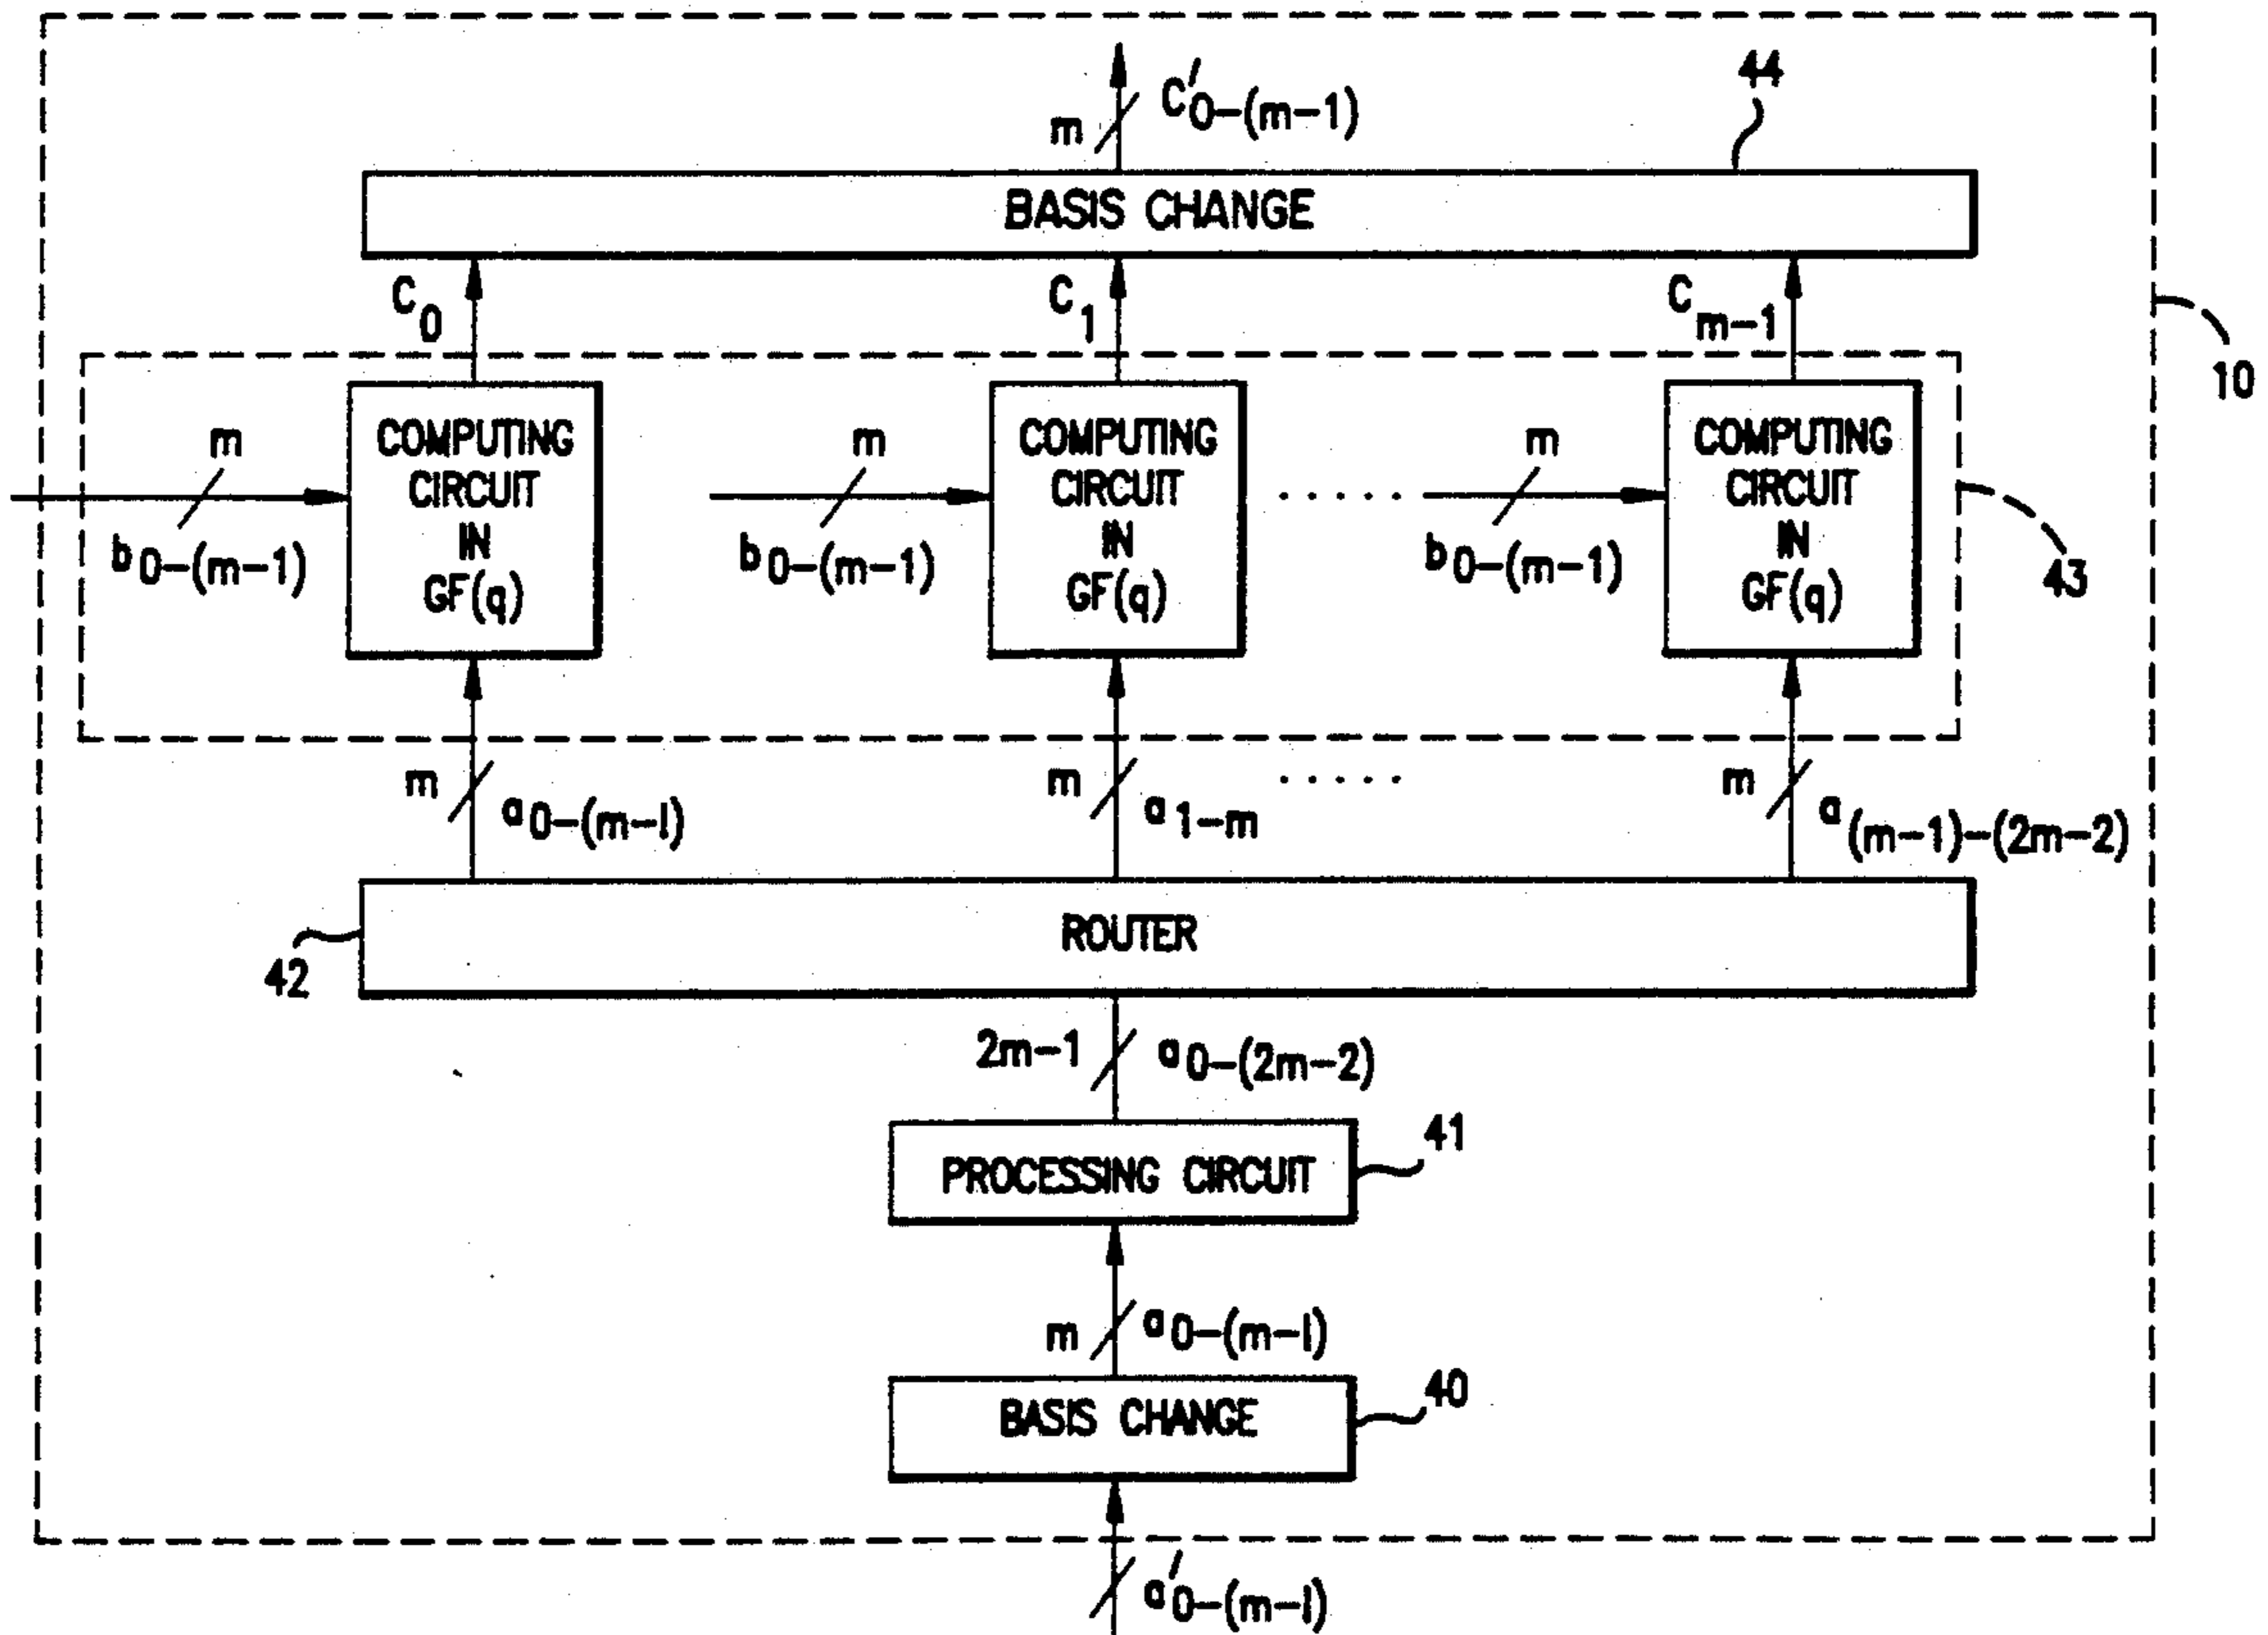 44
m C'0-(m-1)
BASIS CHANGE
C0 C1 Cm-1
10
m m m
COMPUTING CIRCUIT IN GF(q)
COMPUTING CIRCUIT IN GF(q)
. . . . .
COMPUTING CIRCUIT IN GF(q)
b0-(m-1) b0-(m-1) b0-(m-1)
43
m a0-(m-1) m a1-m . . . . . m a(m-1)-(2m-2)
ROUTER
42
2m-1 a0-(2m-2)
41
PROCESSING CIRCUIT
m a0-(m-1)
40
BASIS CHANGE
a'0-(m-1)